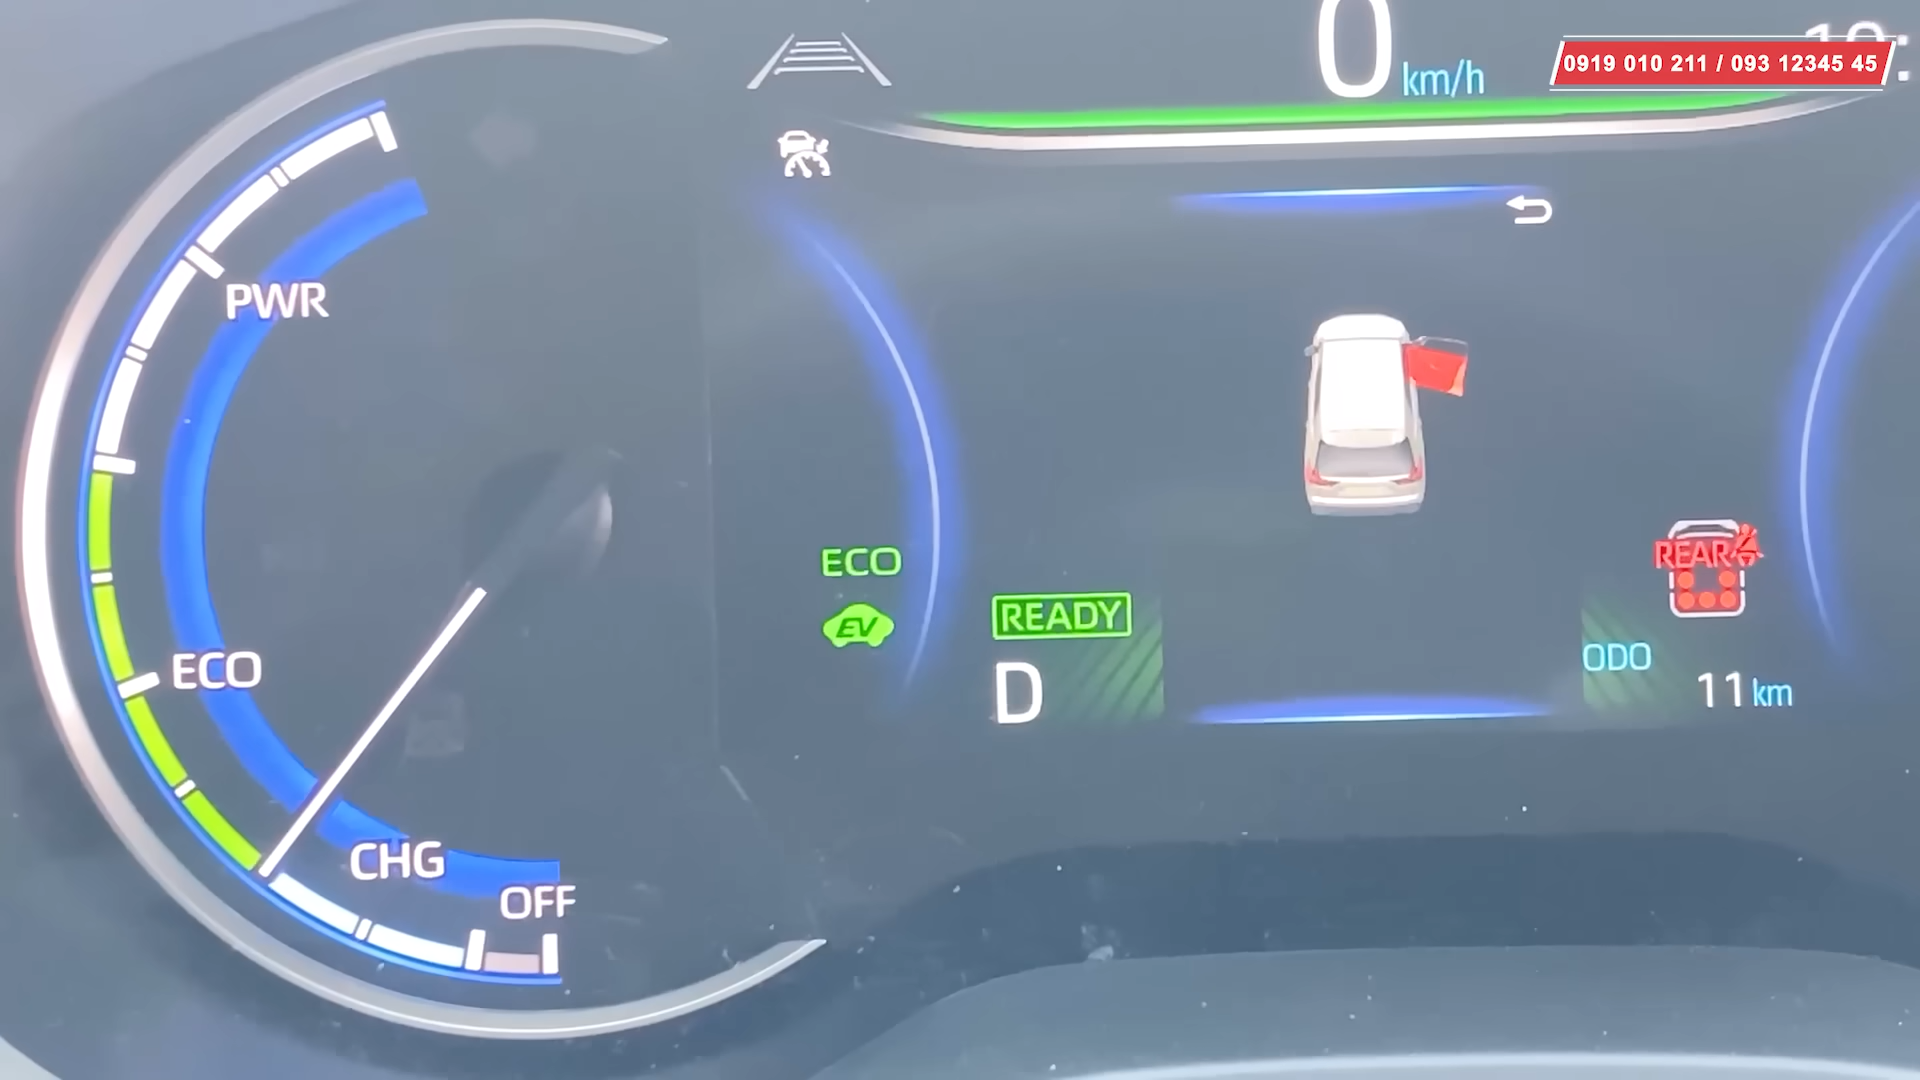 0 km/h
0919 010 211 / 093 12345 45
PWR
ECO
CHG
OFF
ECO
EV
READY
D
REAR
ODO
11 km